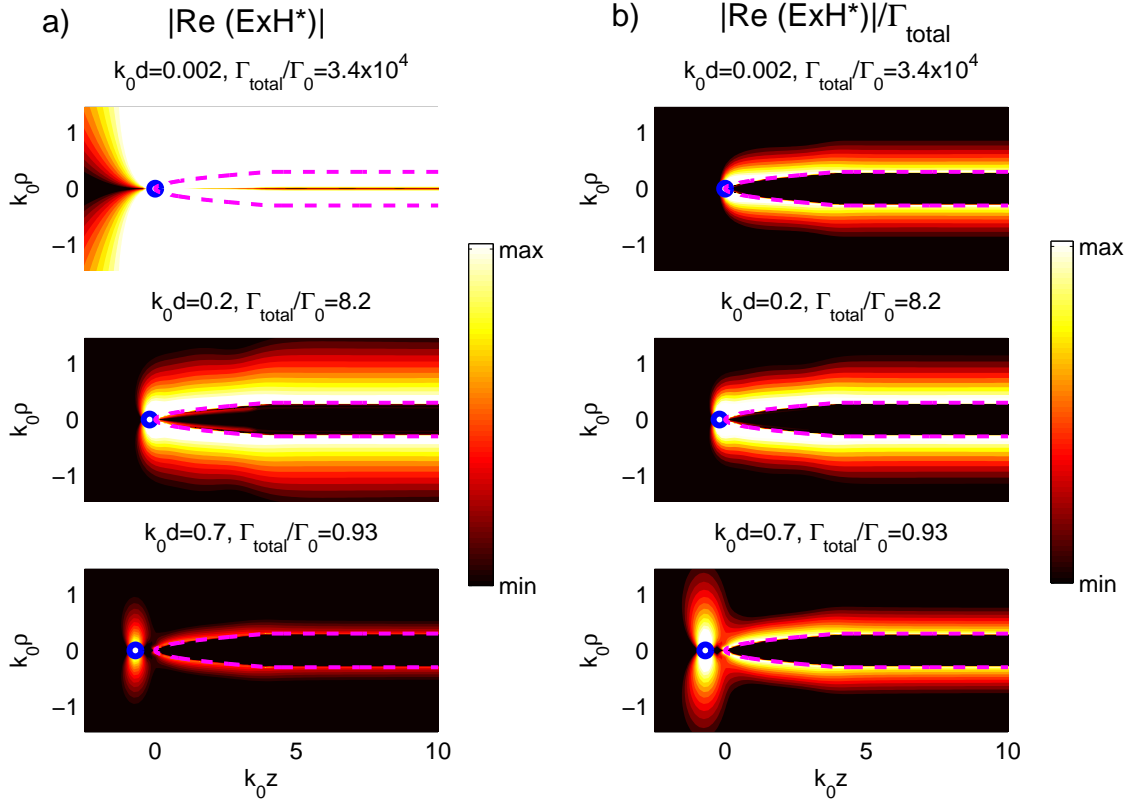 a)
|Re (ExH*)|
k₀d=0.002, Γtotal/Γ₀=3.4x10⁴
1
0
−1
k₀ρ
k₀d=0.2, Γtotal/Γ₀=8.2
1
0
−1
k₀ρ
k₀d=0.7, Γtotal/Γ₀=0.93
1
0
−1
k₀ρ
0
5
10
k₀z
max
min
b)
|Re (ExH*)|/Γtotal
k₀d=0.002, Γtotal/Γ₀=3.4x10⁴
1
0
−1
k₀ρ
k₀d=0.2, Γtotal/Γ₀=8.2
1
0
−1
k₀ρ
k₀d=0.7, Γtotal/Γ₀=0.93
1
0
−1
k₀ρ
0
5
10
k₀z
max
min